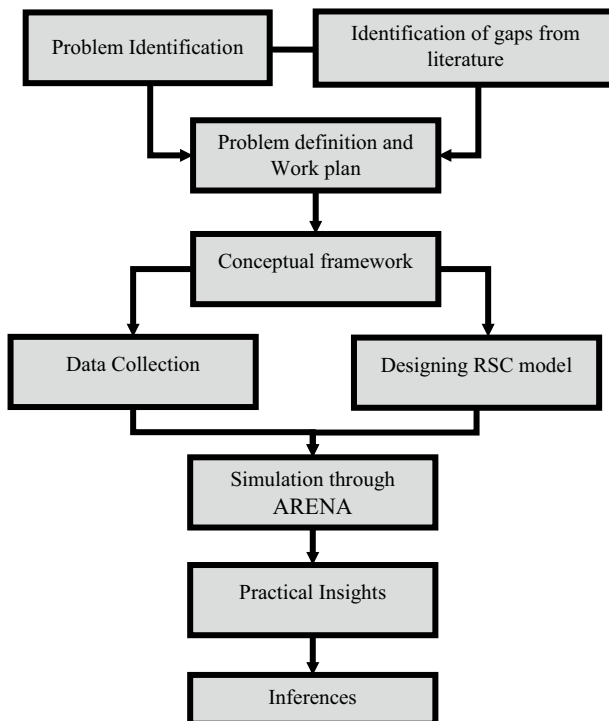 Problem Identification
Identification of gaps from
literature
Problem definition and
Work plan
Conceptual framework
Data Collection
Designing RSC model
Simulation through
ARENA
Practical Insights
Inferences